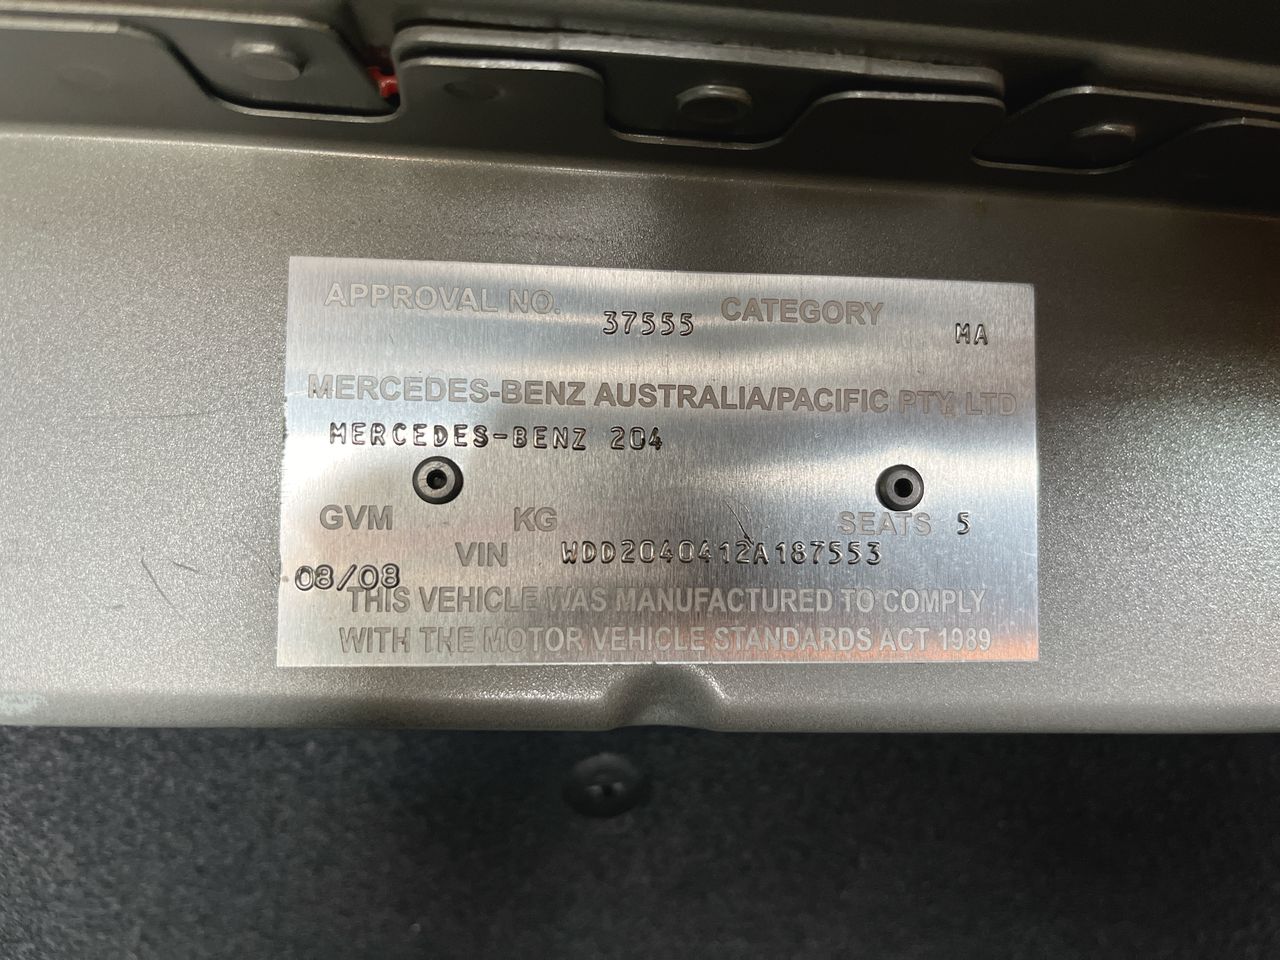 APPROVAL NO. 37555 CATEGORY MA
MERCEDES-BENZ AUSTRALIA/PACIFIC PTY LTD
MERCEDES-BENZ 204
GVM KG SEATS 5
VIN WDD2040412A187553
08/08
THIS VEHICLE WAS MANUFACTURED TO COMPLY
WITH THE MOTOR VEHICLE STANDARDS ACT 1989